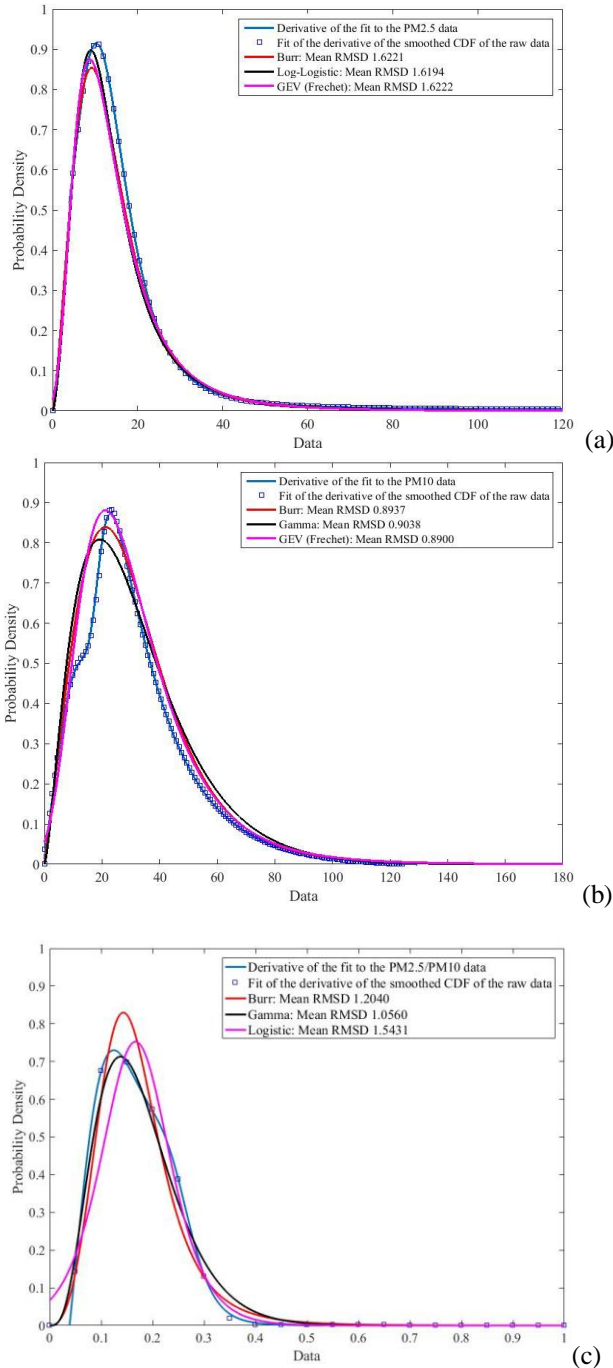 1
0.9
0.8
0.7
0.6
0.5
0.4
0.3
0.2
0.1
0
Probability Density
Derivative of the fit to the PM2.5 data
Fit of the derivative of the smoothed CDF of the raw data
Burr: Mean RMSD 1.6221
Log-Logistic: Mean RMSD 1.6194
GEV (Frechet): Mean RMSD 1.6222
0 20 40 60 80 100 120
Data
(a)
1
0.9
0.8
0.7
0.6
0.5
0.4
0.3
0.2
0.1
0
Probability Density
Derivative of the fit to the PM10 data
Fit of the derivative of the smoothed CDF of the raw data
Burr: Mean RMSD 0.8937
Gamma: Mean RMSD 0.9038
GEV (Frechet): Mean RMSD 0.8900
0 20 40 60 80 100 120 140 160 180
Data
(b)
1
0.9
0.8
0.7
0.6
0.5
0.4
0.3
0.2
0.1
0
Probability Density
Derivative of the fit to the PM2.5/PM10 data
Fit of the derivative of the smoothed CDF of the raw data
Burr: Mean RMSD 1.2040
Gamma: Mean RMSD 1.0560
Logistic: Mean RMSD 1.5431
0 0.1 0.2 0.3 0.4 0.5 0.6 0.7 0.8 0.9 1
Data
(c)